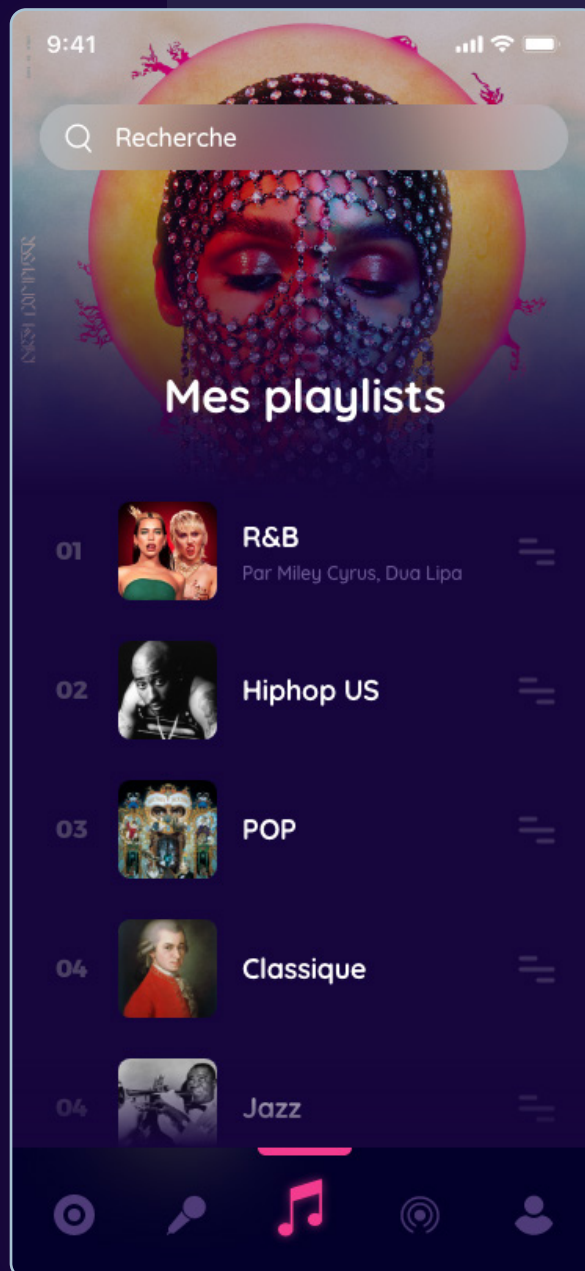 9:41
Recherche
Mes playlists
01
R&B
Par Miley Cyrus, Dua Lipa
02
Hiphop US
03
POP
04
Classique
04
Jazz